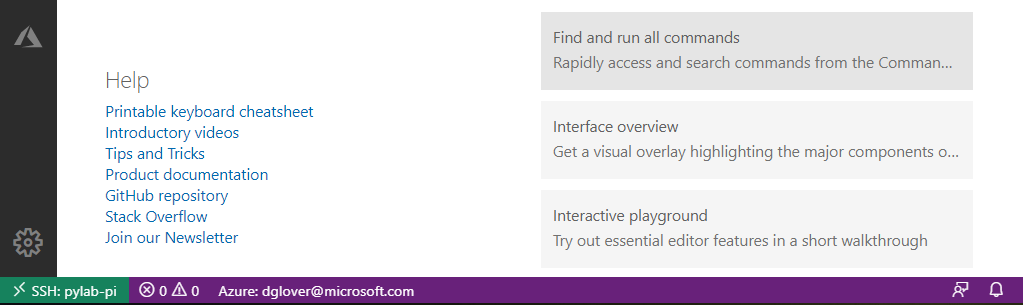 Help
Printable keyboard cheatsheet
Introductory videos
Tips and Tricks
Product documentation
GitHub repository
Stack Overflow
Join our Newsletter
Find and run all commands
Rapidly access and search commands from the Comman...
Interface overview
Get a visual overlay highlighting the major components o...
Interactive playground
Try out essential editor features in a short walkthrough
SSH: pylab-pi 0 0 Azure: dglover@microsoft.com